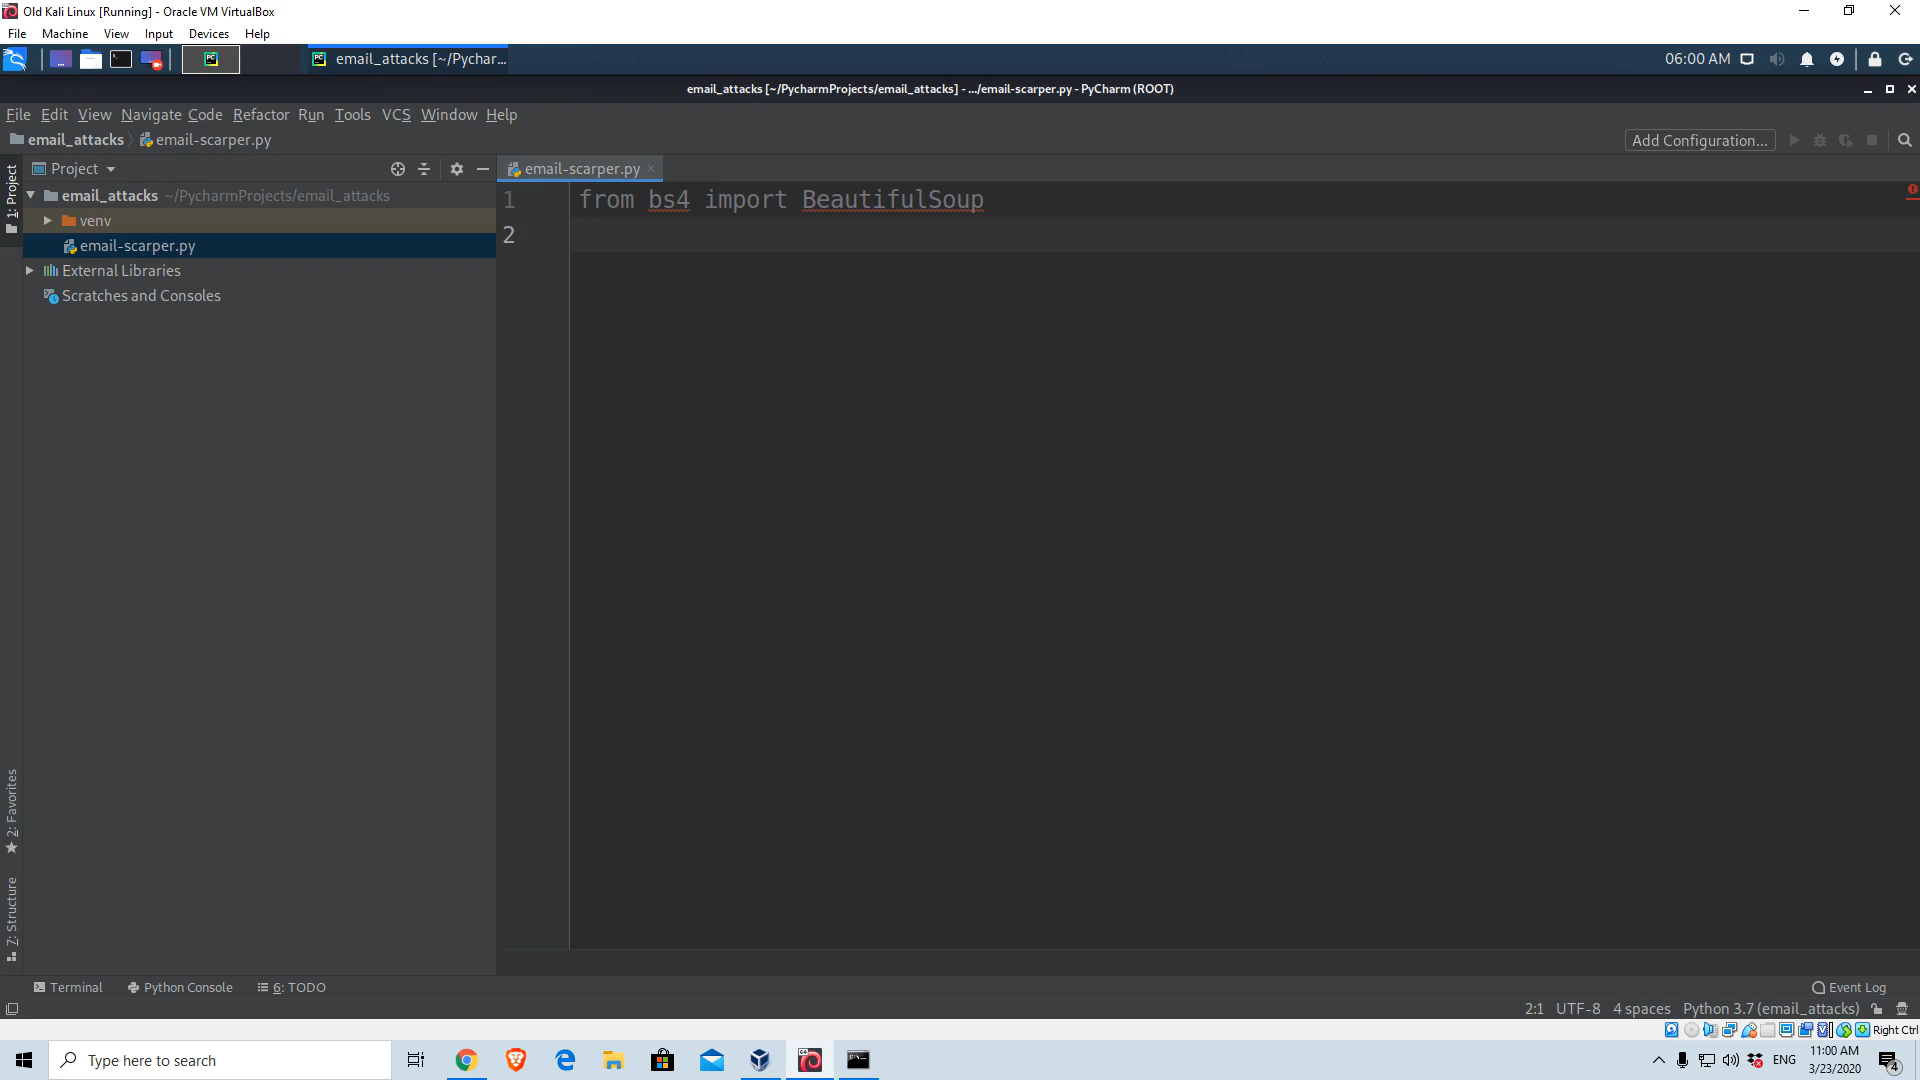 Old Kali Linux [Running] - Oracle VM VirtualBox
File Machine View Input Devices Help
email_attacks [~/Pychar...
06:00 AM
email_attacks [~/PycharmProjects/email_attacks] - .../email-scarper.py - PyCharm (ROOT)
File Edit View Navigate Code Refactor Run Tools VCS Window Help
email_attacks email-scarper.py
Add Configuration...
Project
email-scarper.py
1: Project
email_attacks ~/PycharmProjects/email_attacks
venv
email-scarper.py
External Libraries
Scratches and Consoles
1 from bs4 import BeautifulSoup
2
2: Favorites
7: Structure
Terminal Python Console 6: TODO
Event Log
2:1 UTF-8 4 spaces Python 3.7 (email_attacks)
Right Ctrl
Type here to search
ENG
11:00 AM
3/23/2020
4